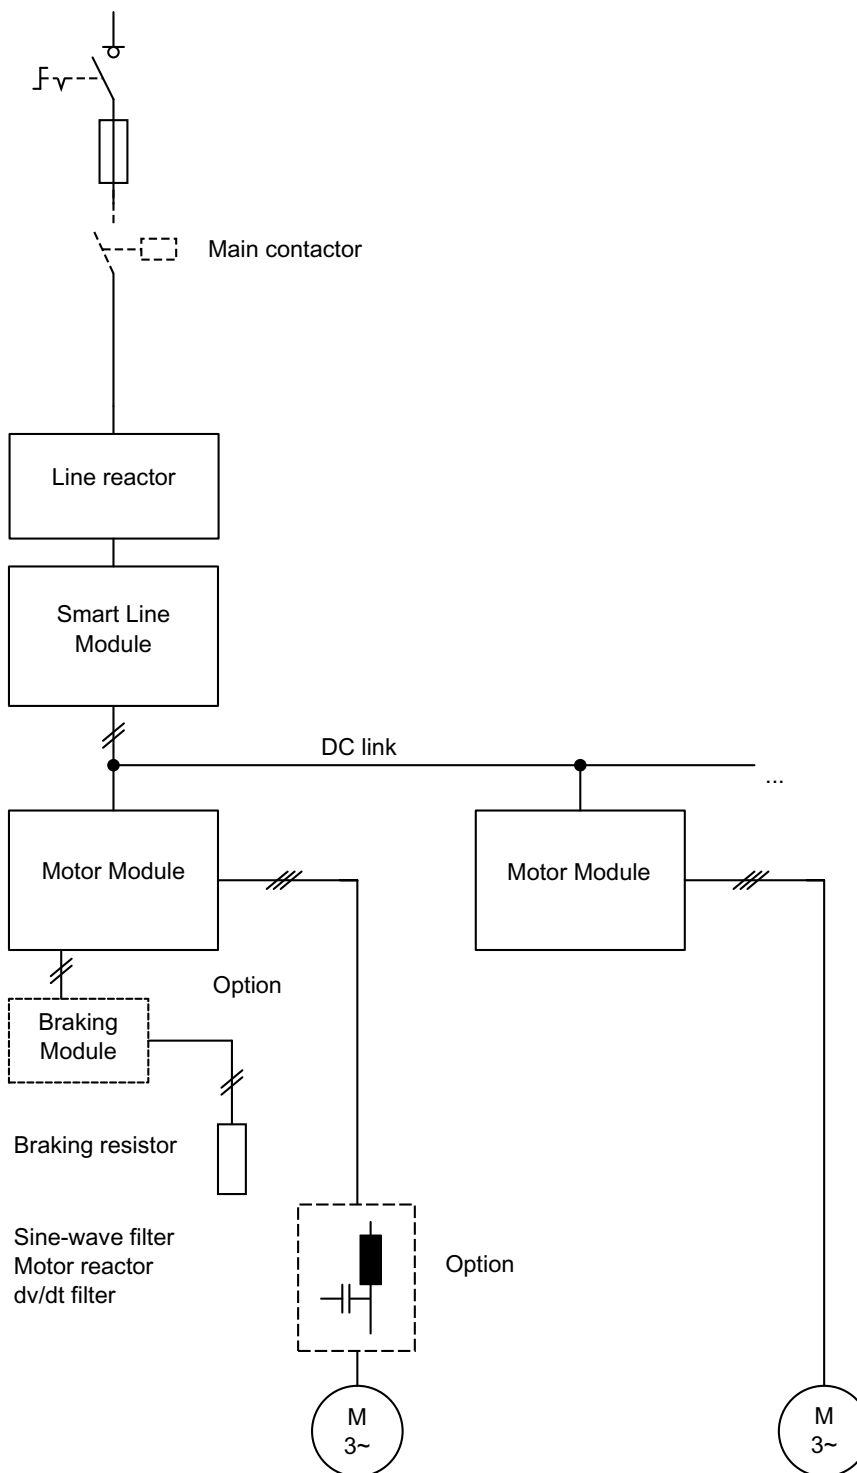 Main contactor
Line reactor
Smart Line
Module
DC link
...
Motor Module
Motor Module
Option
Braking
Module
Braking resistor
Sine-wave filter
Motor reactor
dv/dt filter
Option
M
3~
M
3~